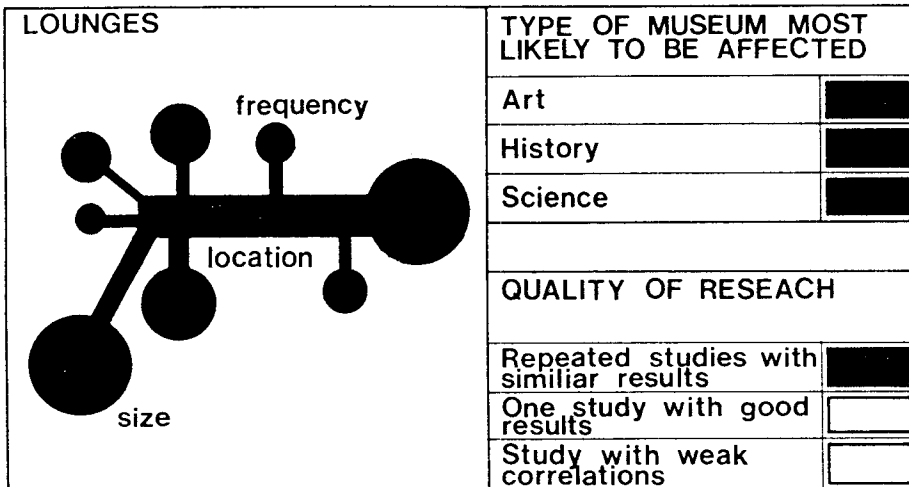 LOUNGES
frequency
location
size
TYPE OF MUSEUM MOST
LIKELY TO BE AFFECTED
Art
History
Science
QUALITY OF RESEACH
Repeated studies with
similiar results
One study with good
results
Study with weak
correlations